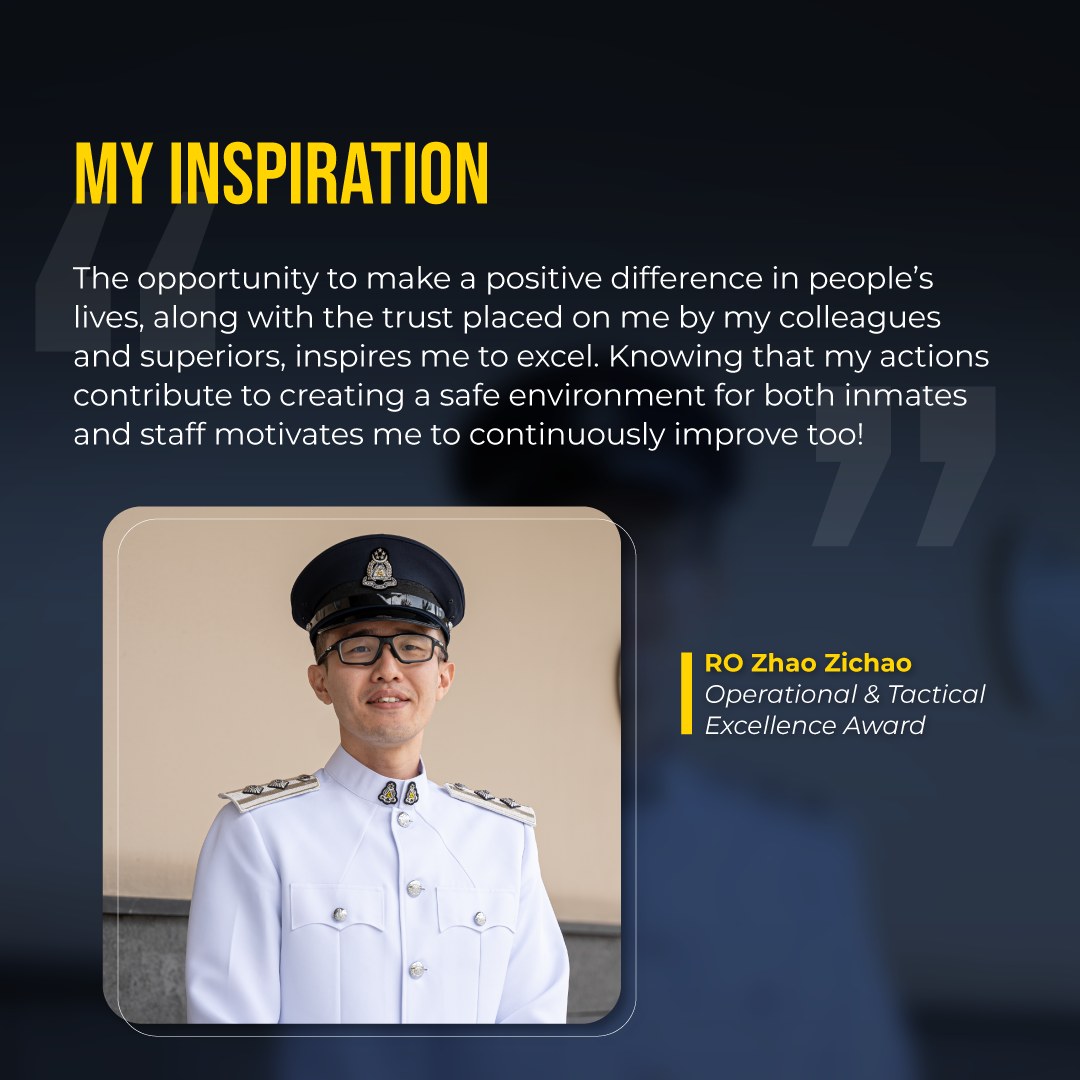 MY INSPIRATION
The opportunity to make a positive difference in people’s
lives, along with the trust placed on me by my colleagues
and superiors, inspires me to excel. Knowing that my actions
contribute to creating a safe environment for both inmates
and staff motivates me to continuously improve too!
RO Zhao Zichao
Operational & Tactical
Excellence Award